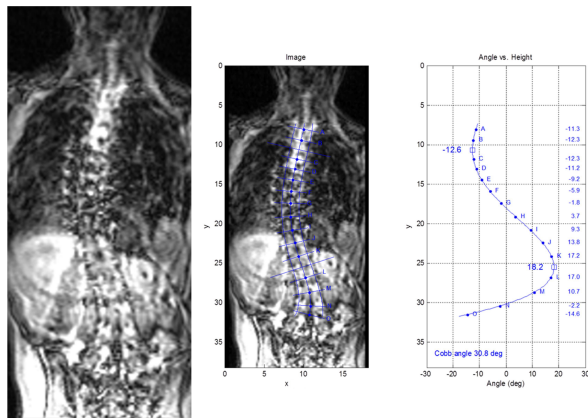 Image
Angle vs. Height
0
5
10
15
20
25
30
35
y
0
5
10
15
x
0
5
10
15
20
25
30
35
y
-30
-20
-10
0
10
20
30
Angle (deg)
A -11.3
B -12.3
-12.6
C -12.3
D -11.2
E -9.2
F -5.9
G -1.8
H 3.7
I 9.3
J 13.8
K 17.2
18.2
L 17.0
M 10.7
N -2.2
O -14.6
Cobb angle 30.8 deg
L
M